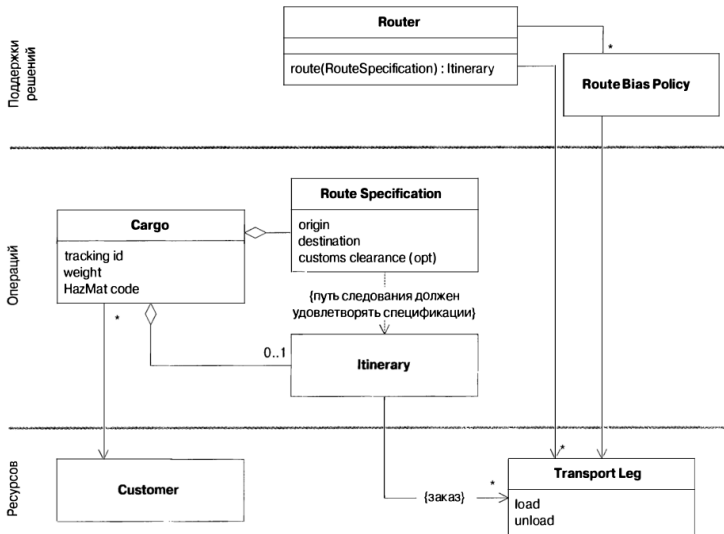 Поддержки
решений
Router
route(RouteSpecification) : Itinerary
*
Route Bias Policy
Операций
Route Specification
origin
destination
customs clearance (opt)
Cargo
tracking id
weight
HazMat code
*
{путь следования должен
удовлетворять спецификации}
0..1
Itinerary
Ресурсов
Customer
{заказ}
*
*
Transport Leg
load
unload